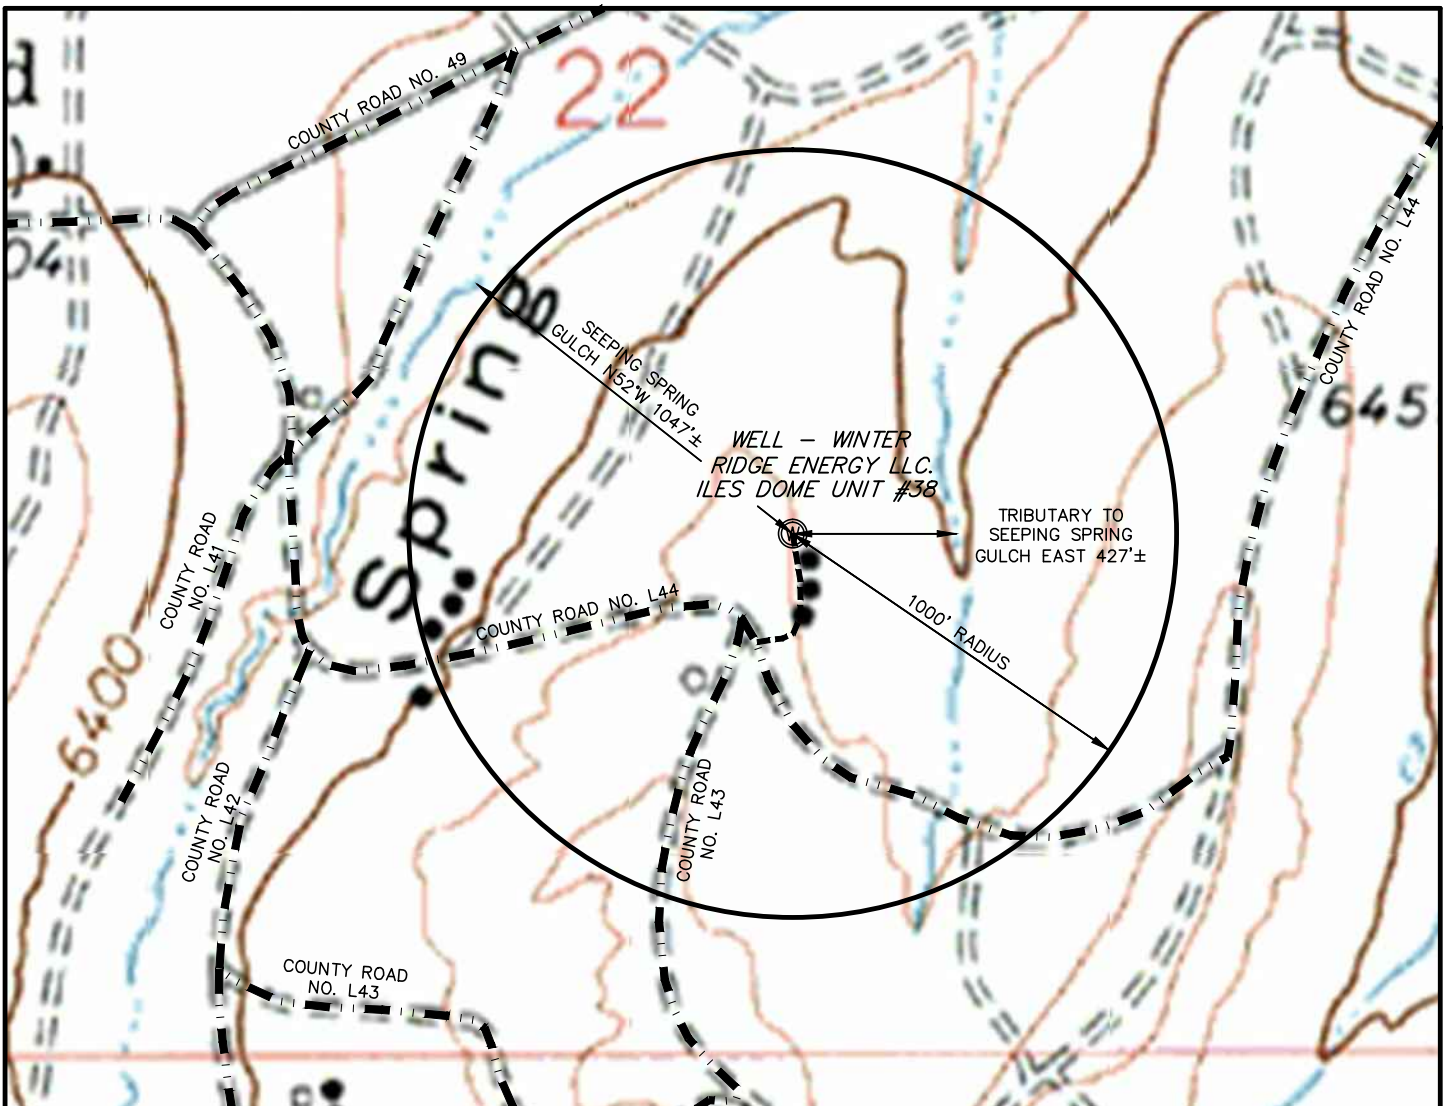 d
22
COUNTY ROAD NO. 49
).
04
COUNTY ROAD NO. L44
645
Spring
SEEPING SPRING
GULCH N52°W 1047'±
WELL – WINTER
RIDGE ENERGY LLC.
ILES DOME UNIT #38
W
TRIBUTARY TO
SEEPING SPRING
GULCH EAST 427'±
1000' RADIUS
COUNTY ROAD
NO. L41
COUNTY ROAD NO. L44
6400
COUNTY ROAD
NO. L42
COUNTY ROAD
NO. L43
COUNTY ROAD
NO. L43